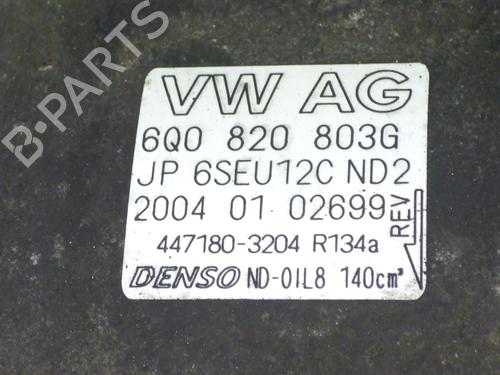 B-PARTS
VW AG
6Q0 820 803G
JP 6SEU12C ND2
2004 01 02699 REV
447180-3204 R134a
DENSO ND-OIL8 140cm³